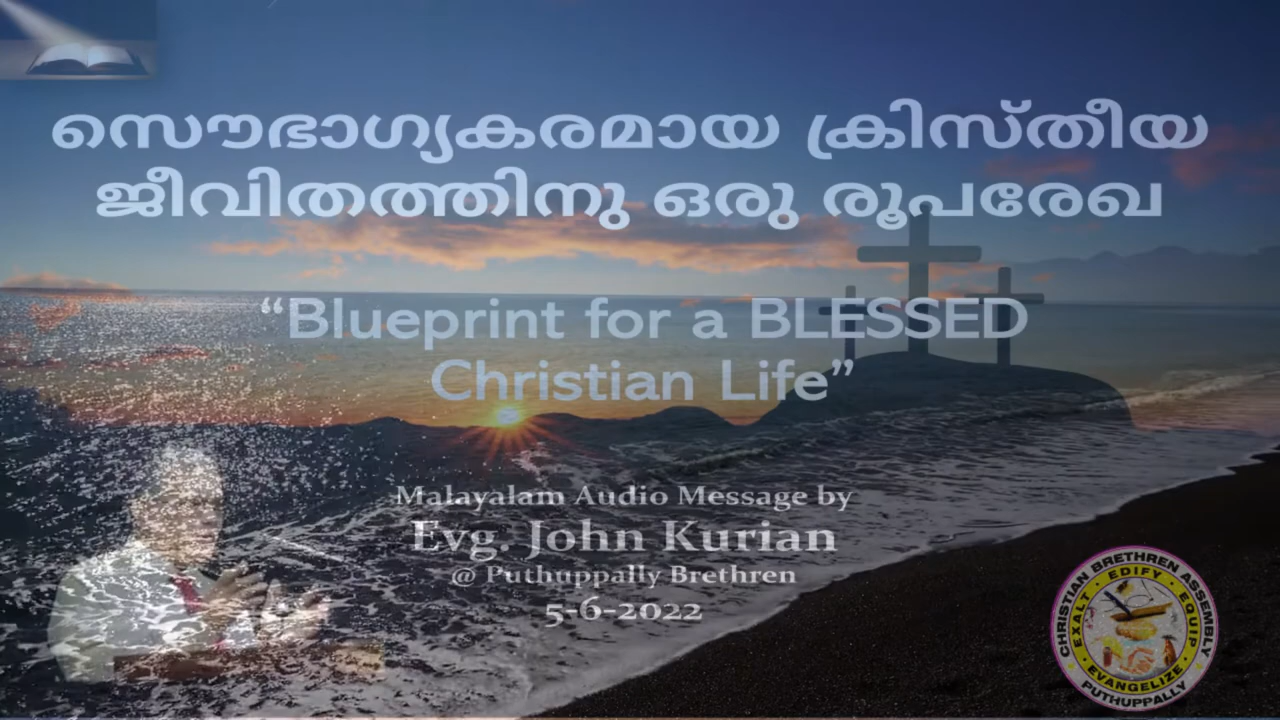 സൌഭാഗ്യകരമായ ക്രിസ്തീയ
ജീവിതത്തിനു ഒരു രൂപരേഖ
“Blueprint for a BLESSED
Christian Life”
Malayalam Audio Message by
Evg. John Kurian
@ Puthuppally Brethren
5-6-2022
CHRISTIAN BRETHREN ASSEMBLY
EXALT · EDIFY · EQUIP
· EVANGELIZE ·
PUTHUPPALLY